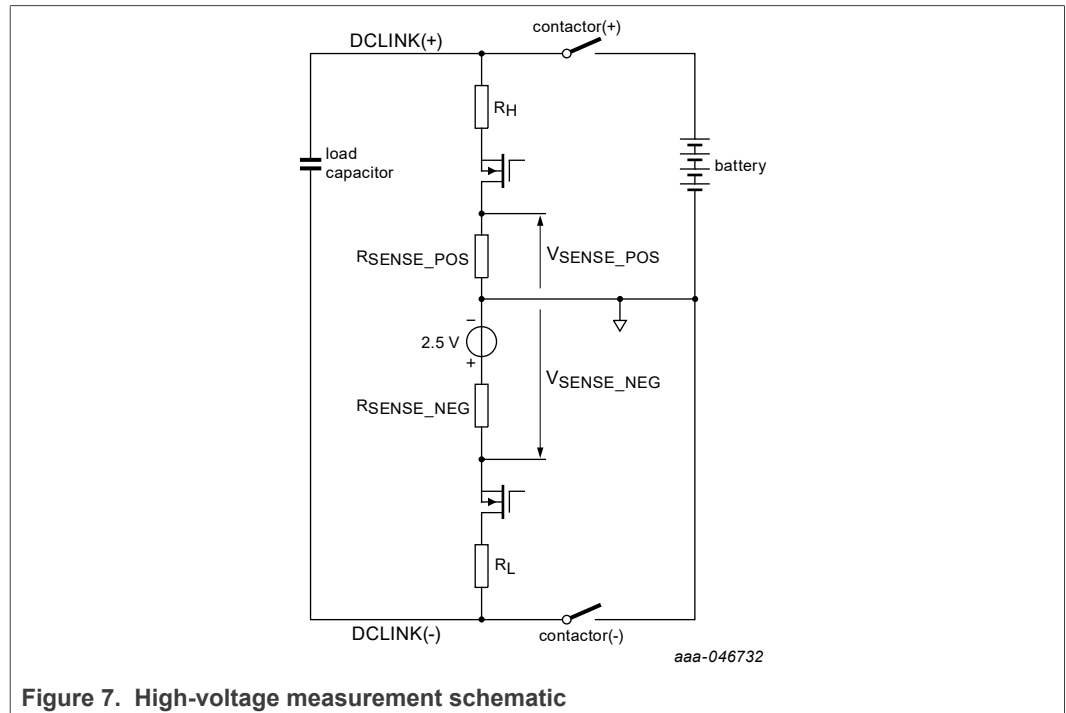 contactor(+)
DCLINK(+)
RH
load
capacitor
battery
RSENSE_POS
VSENSE_POS
−
2.5 V
+
VSENSE_NEG
RSENSE_NEG
RL
DCLINK(-)
contactor(-)
aaa-046732
Figure 7. High-voltage measurement schematic